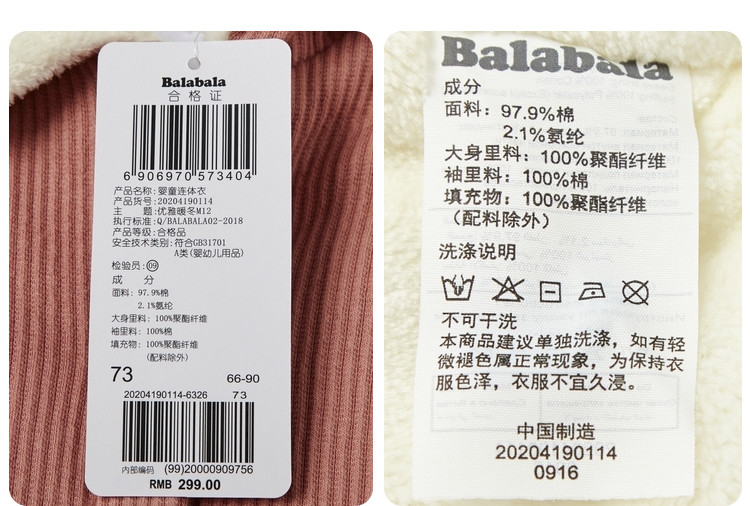 Balabala
合格证
6 906970 573404
产品名称:婴童连体衣
产品货号:20204190114
主　题:优雅暖冬M12
执行标准:Q/BALABALA02-2018
产品等级:合格品
安全技术类别:符合GB31701
A类(婴幼儿用品)
检验员:09
成　分
面料:97.9%棉
2.1%氨纶
大身里料:100%聚酯纤维
袖里料:100%棉
填充物:100%聚酯纤维
(配料除外)
73 66-90
20204190114-6326 73
内部编码 (99)20000909756
RMB 299.00
Balabala
成分
面料：97.9%棉
2.1%氨纶
大身里料：100%聚酯纤维
袖里料：100%棉
填充物：100%聚酯纤维
（配料除外）
洗涤说明
不可干洗
本商品建议单独洗涤，如有轻
微褪色属正常现象，为保持衣
服色泽，衣服不宜久浸。
中国制造
20204190114
0916